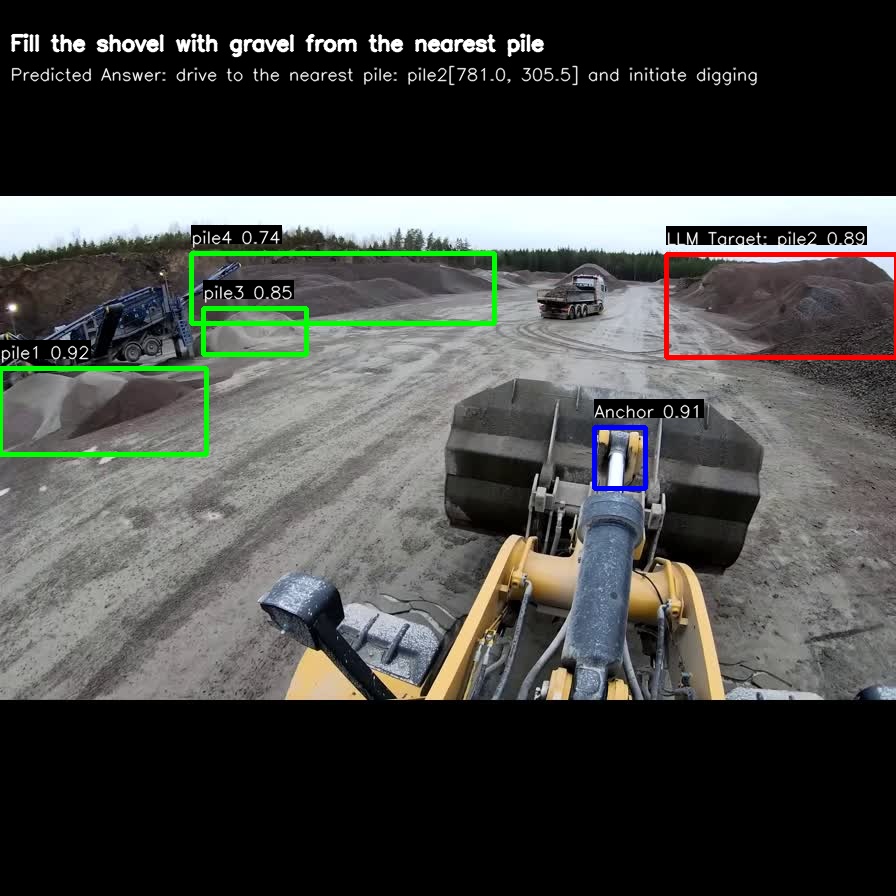 Fill the shovel with gravel from the nearest pile
Predicted Answer: drive to the nearest pile: pile2[781.0, 305.5] and initiate digging
pile4 0.74
LLM Target: pile2 0.89
pile3 0.85
pile1 0.92
Anchor 0.91